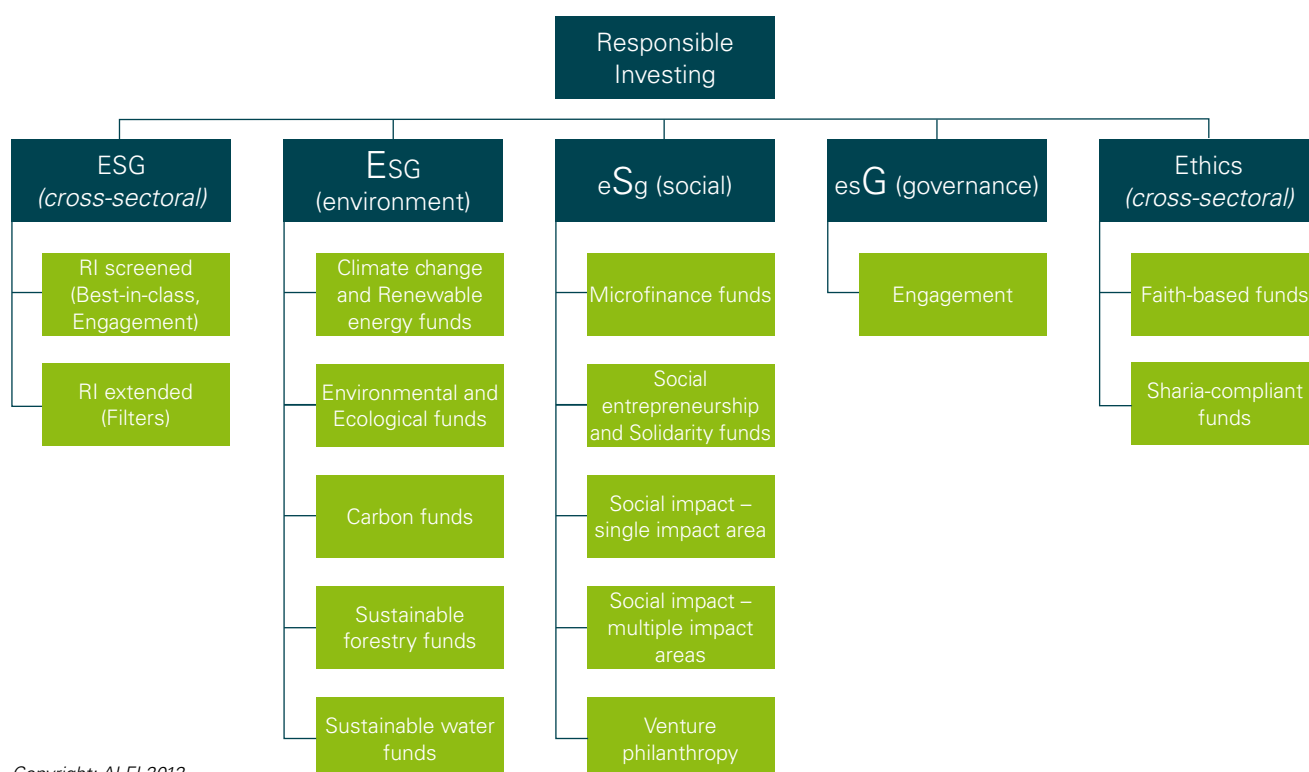 Responsible
Investing
ESG
(cross-sectoral)
RI screened
(Best-in-class,
Engagement)
RI extended
(Filters)
ESG
(environment)
Climate change
and Renewable
energy funds
Environmental and
Ecological funds
Carbon funds
Sustainable
forestry funds
Sustainable water
funds
eSg (social)
Microfinance funds
Social
entrepreneurship
and Solidarity funds
Social impact –
single impact area
Social impact –
multiple impact
areas
Venture
philanthropy
esG (governance)
Engagement
Ethics
(cross-sectoral)
Faith-based funds
Sharia-compliant
funds
Copyright: ALFI 2012